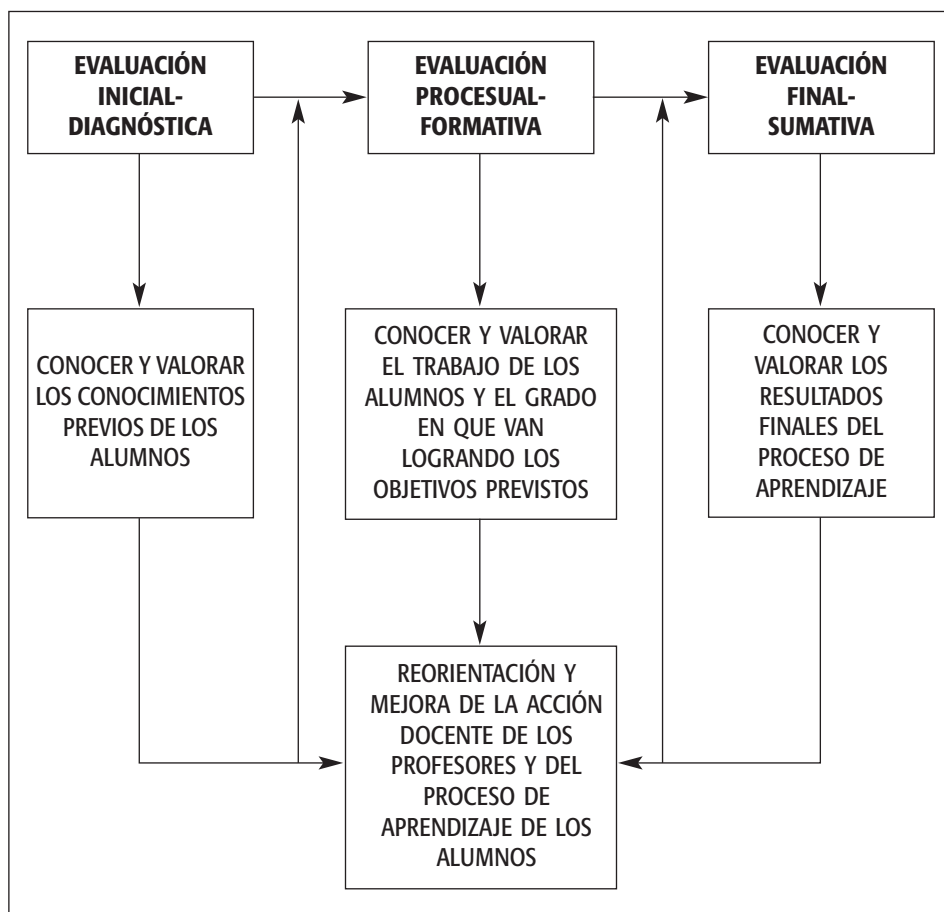 EVALUACIÓN
INICIAL-
DIAGNÓSTICA
EVALUACIÓN
PROCESUAL-
FORMATIVA
EVALUACIÓN
FINAL-
SUMATIVA
CONOCER Y VALORAR
LOS CONOCIMIENTOS
PREVIOS DE LOS
ALUMNOS
CONOCER Y VALORAR
EL TRABAJO DE LOS
ALUMNOS Y EL GRADO
EN QUE VAN
LOGRANDO LOS
OBJETIVOS PREVISTOS
CONOCER Y
VALORAR LOS
RESULTADOS
FINALES DEL
PROCESO DE
APRENDIZAJE
REORIENTACIÓN Y
MEJORA DE LA ACCIÓN
DOCENTE DE LOS
PROFESORES Y DEL
PROCESO DE
APRENDIZAJE DE LOS
ALUMNOS